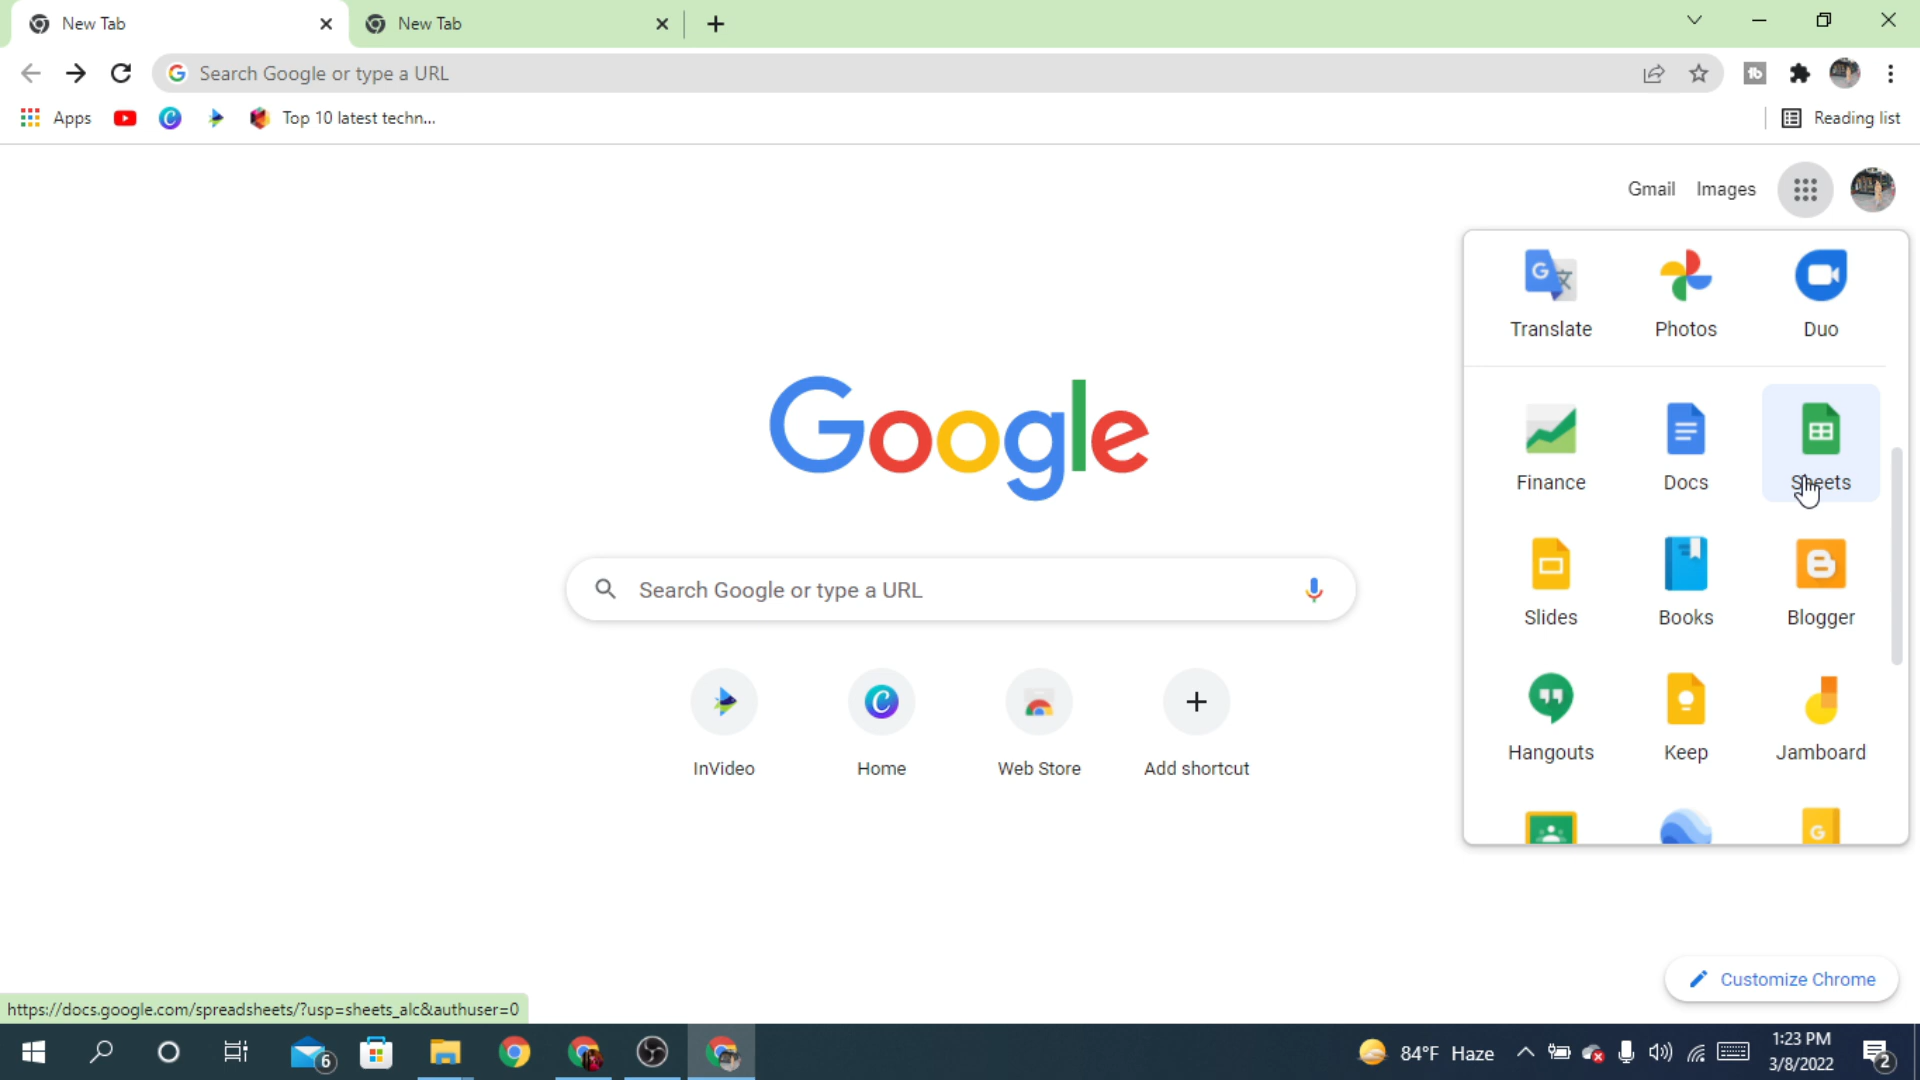 New Tab
New Tab
Search Google or type a URL
Apps
Top 10 latest techn...
Reading list
Gmail Images
Translate Photos Duo
Google
Finance Docs Sheets
Search Google or type a URL
Slides Books Blogger
InVideo Home Web Store Add shortcut
Hangouts Keep Jamboard
Customize Chrome
https://docs.google.com/spreadsheets/?usp=sheets_alc&authuser=0
6
84°F Haze
1:23 PM
3/8/2022
2